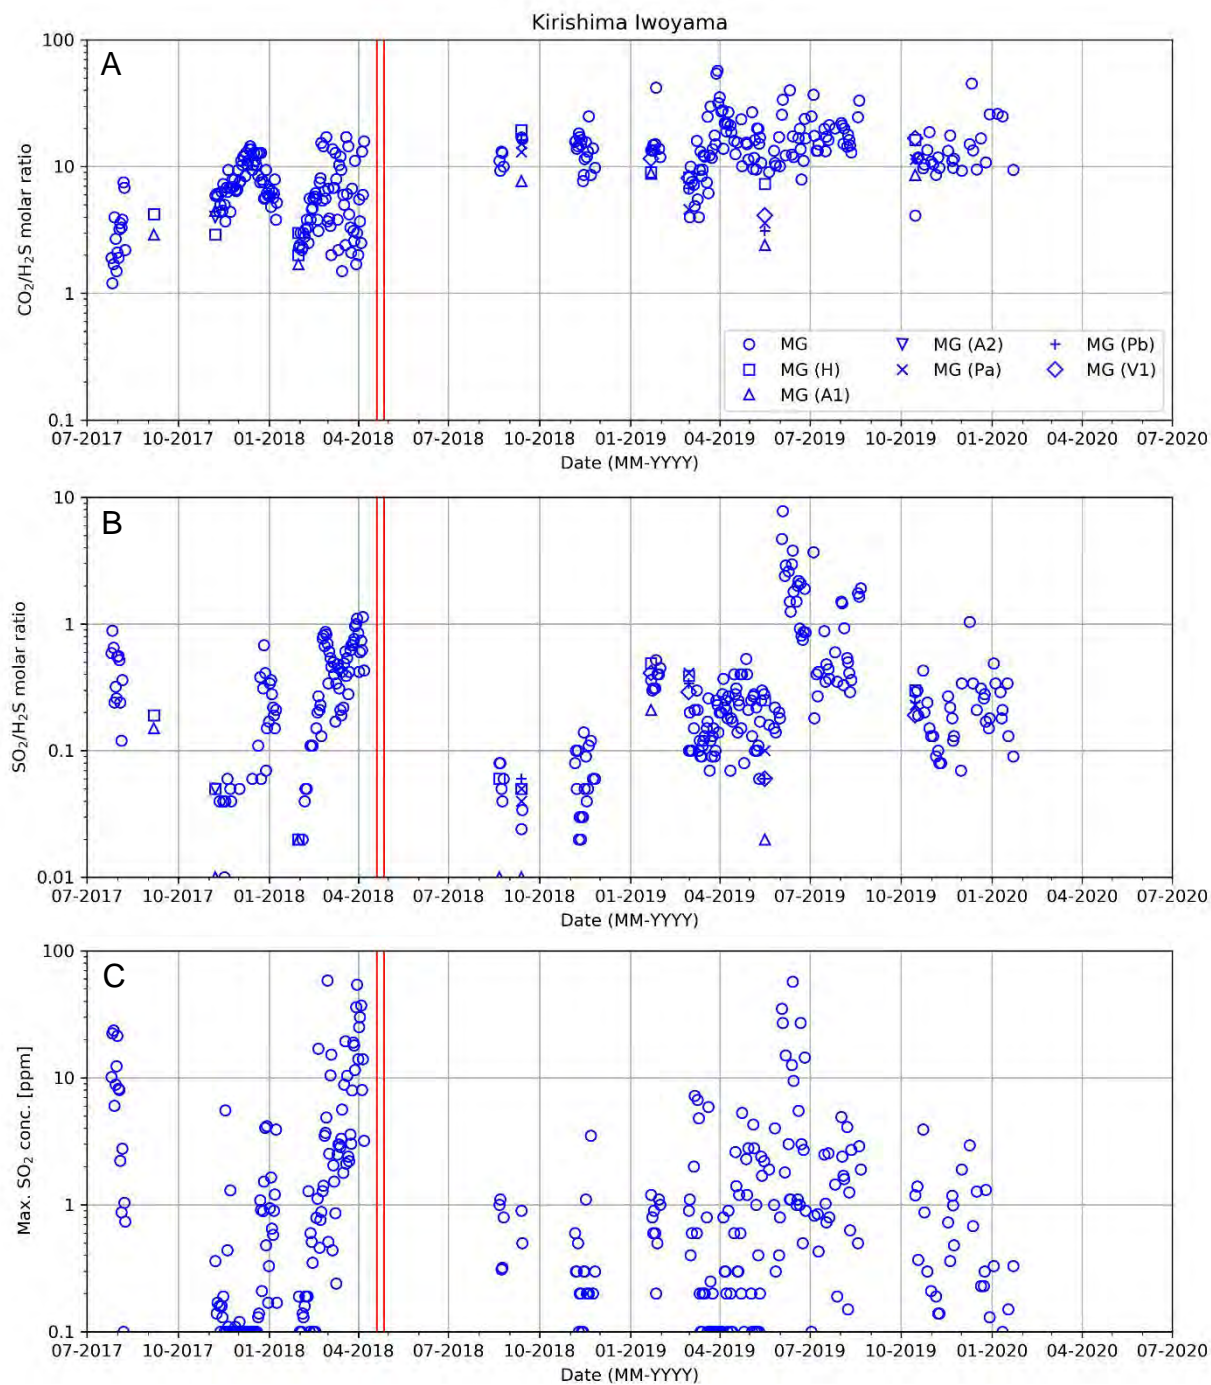 Kirishima Iwoyama
A
100
10
1
0.1
CO₂/H₂S molar ratio
MG
MG (H)
MG (A1)
MG (A2)
MG (Pa)
MG (Pb)
MG (V1)
07-2017 10-2017 01-2018 04-2018 07-2018 10-2018 01-2019 04-2019 07-2019 10-2019 01-2020 07-2020
Date (MM-YYYY)
B
10
1
0.1
0.01
SO₂/H₂S molar ratio
07-2017 10-2017 01-2018 04-2018 07-2018 10-2018 01-2019 04-2019 07-2019 10-2019 01-2020 07-2020
Date (MM-YYYY)
C
100
10
1
0.1
Max. SO₂ conc. [ppm]
07-2017 10-2017 01-2018 04-2018 07-2018 10-2018 01-2019 04-2019 07-2019 10-2019 01-2020 07-2020
Date (MM-YYYY)